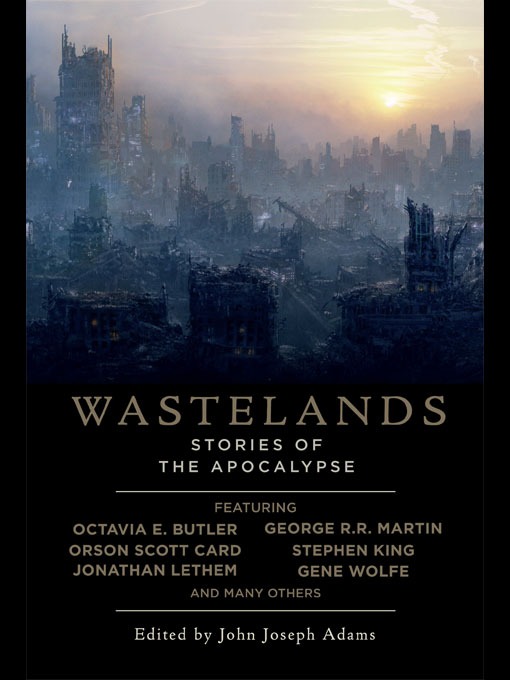 WASTELANDS
STORIES OF
THE APOCALYPSE
FEATURING
OCTAVIA E. BUTLER GEORGE R.R. MARTIN
ORSON SCOTT CARD STEPHEN KING
JONATHAN LETHEM GENE WOLFE
AND MANY OTHERS
Edited by John Joseph Adams